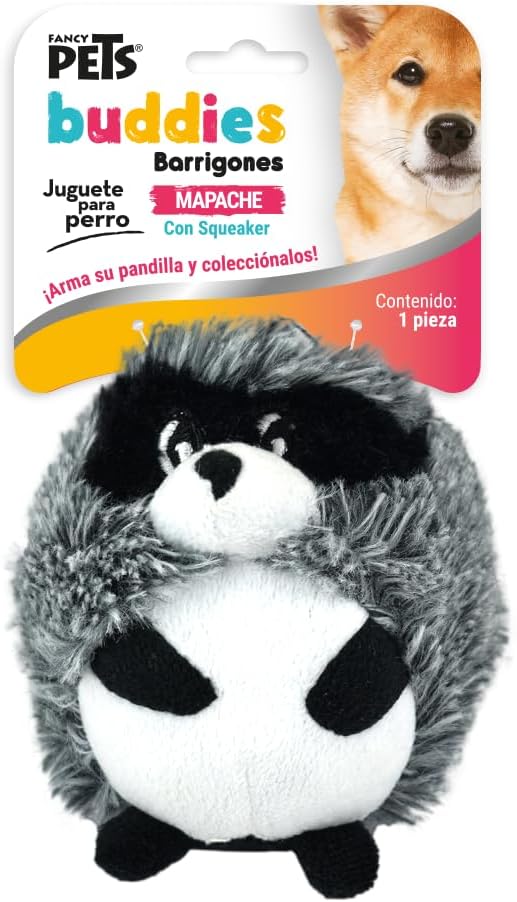 FANCY
PETS®
buddies
Barrigones
Juguete
para
perro
MAPACHE
Con Squeaker
¡Arma su pandilla y colecciónalos!
Contenido:
1 pieza